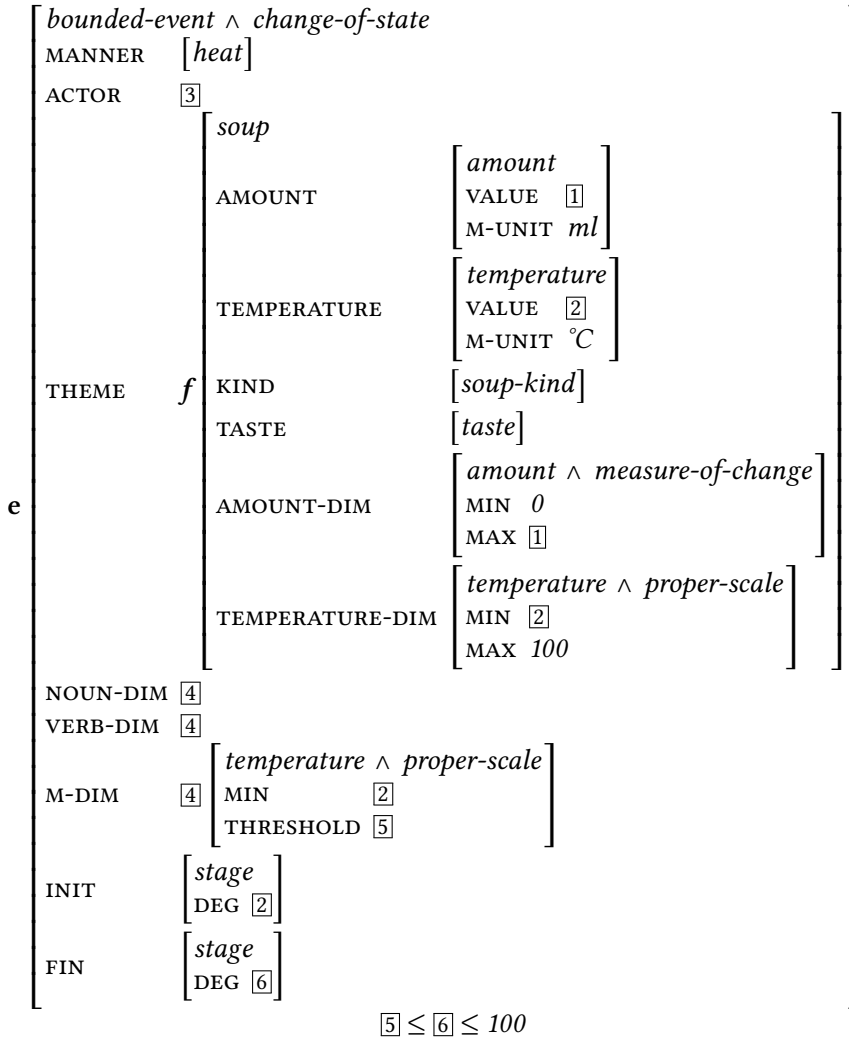 bounded-event ∧ change-of-state
MANNER [heat]
ACTOR 3
soup
amount
AMOUNT VALUE 1
M-UNIT ml
temperature
TEMPERATURE VALUE 2
M-UNIT °C
THEME f KIND [soup-kind]
TASTE [taste]
amount ∧ measure-of-change
e AMOUNT-DIM MIN 0
MAX 1
temperature ∧ proper-scale
TEMPERATURE-DIM MIN 2
MAX 100
NOUN-DIM 4
VERB-DIM 4
temperature ∧ proper-scale
M-DIM 4 MIN 2
THRESHOLD 5
stage
INIT
DEG 2
stage
FIN
DEG 6
5 ≤ 6 ≤ 100